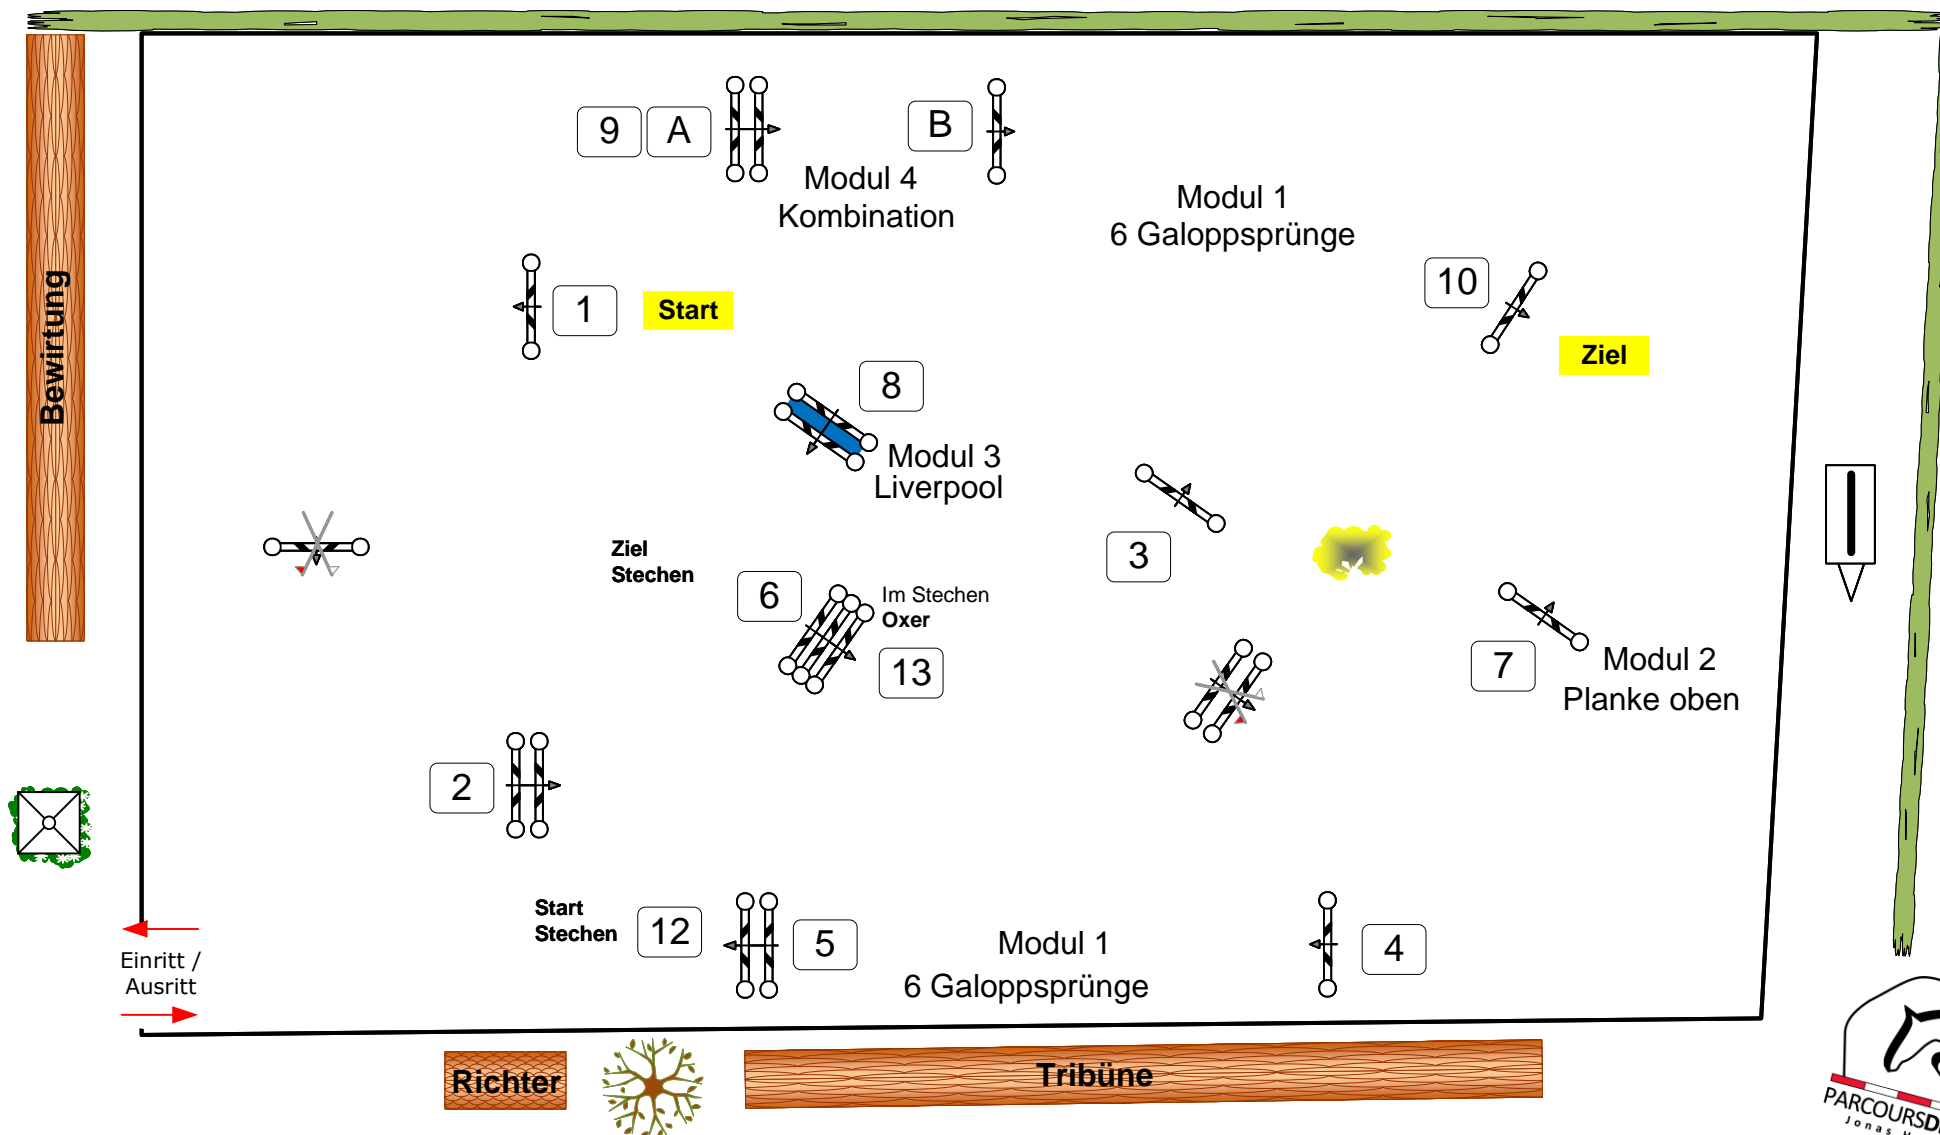 9 A
B
Modul 4
Kombination
Modul 1
6 Galoppsprünge
Bewirtung
1
Start
10
Ziel
8
Modul 3
Liverpool
3
Ziel
Stechen
6
Im Stechen
Oxer
13
7
Modul 2
Planke oben
2
Start
Stechen
12
5
Modul 1
6 Galoppsprünge
4
Einritt /
Ausritt
Richter
Tribüne
Jonas